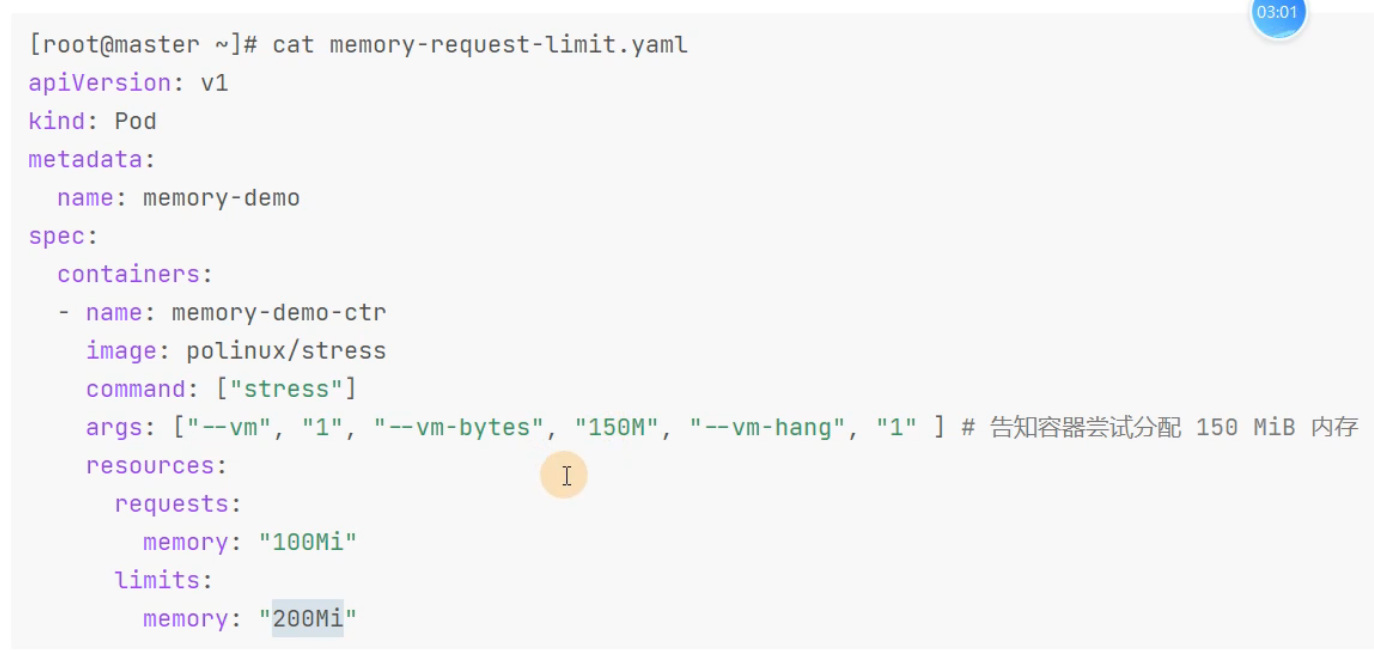 03:01
[root@master ~]# cat memory-request-limit.yaml
apiVersion: v1
kind: Pod
metadata:
  name: memory-demo
spec:
  containers:
  - name: memory-demo-ctr
    image: polinux/stress
    command: ["stress"]
    args: ["--vm", "1", "--vm-bytes", "150M", "--vm-hang", "1" ] # 告知容器尝试分配 150 MiB 内存
    resources:
      requests:
        memory: "100Mi"
      limits:
        memory: "200Mi"